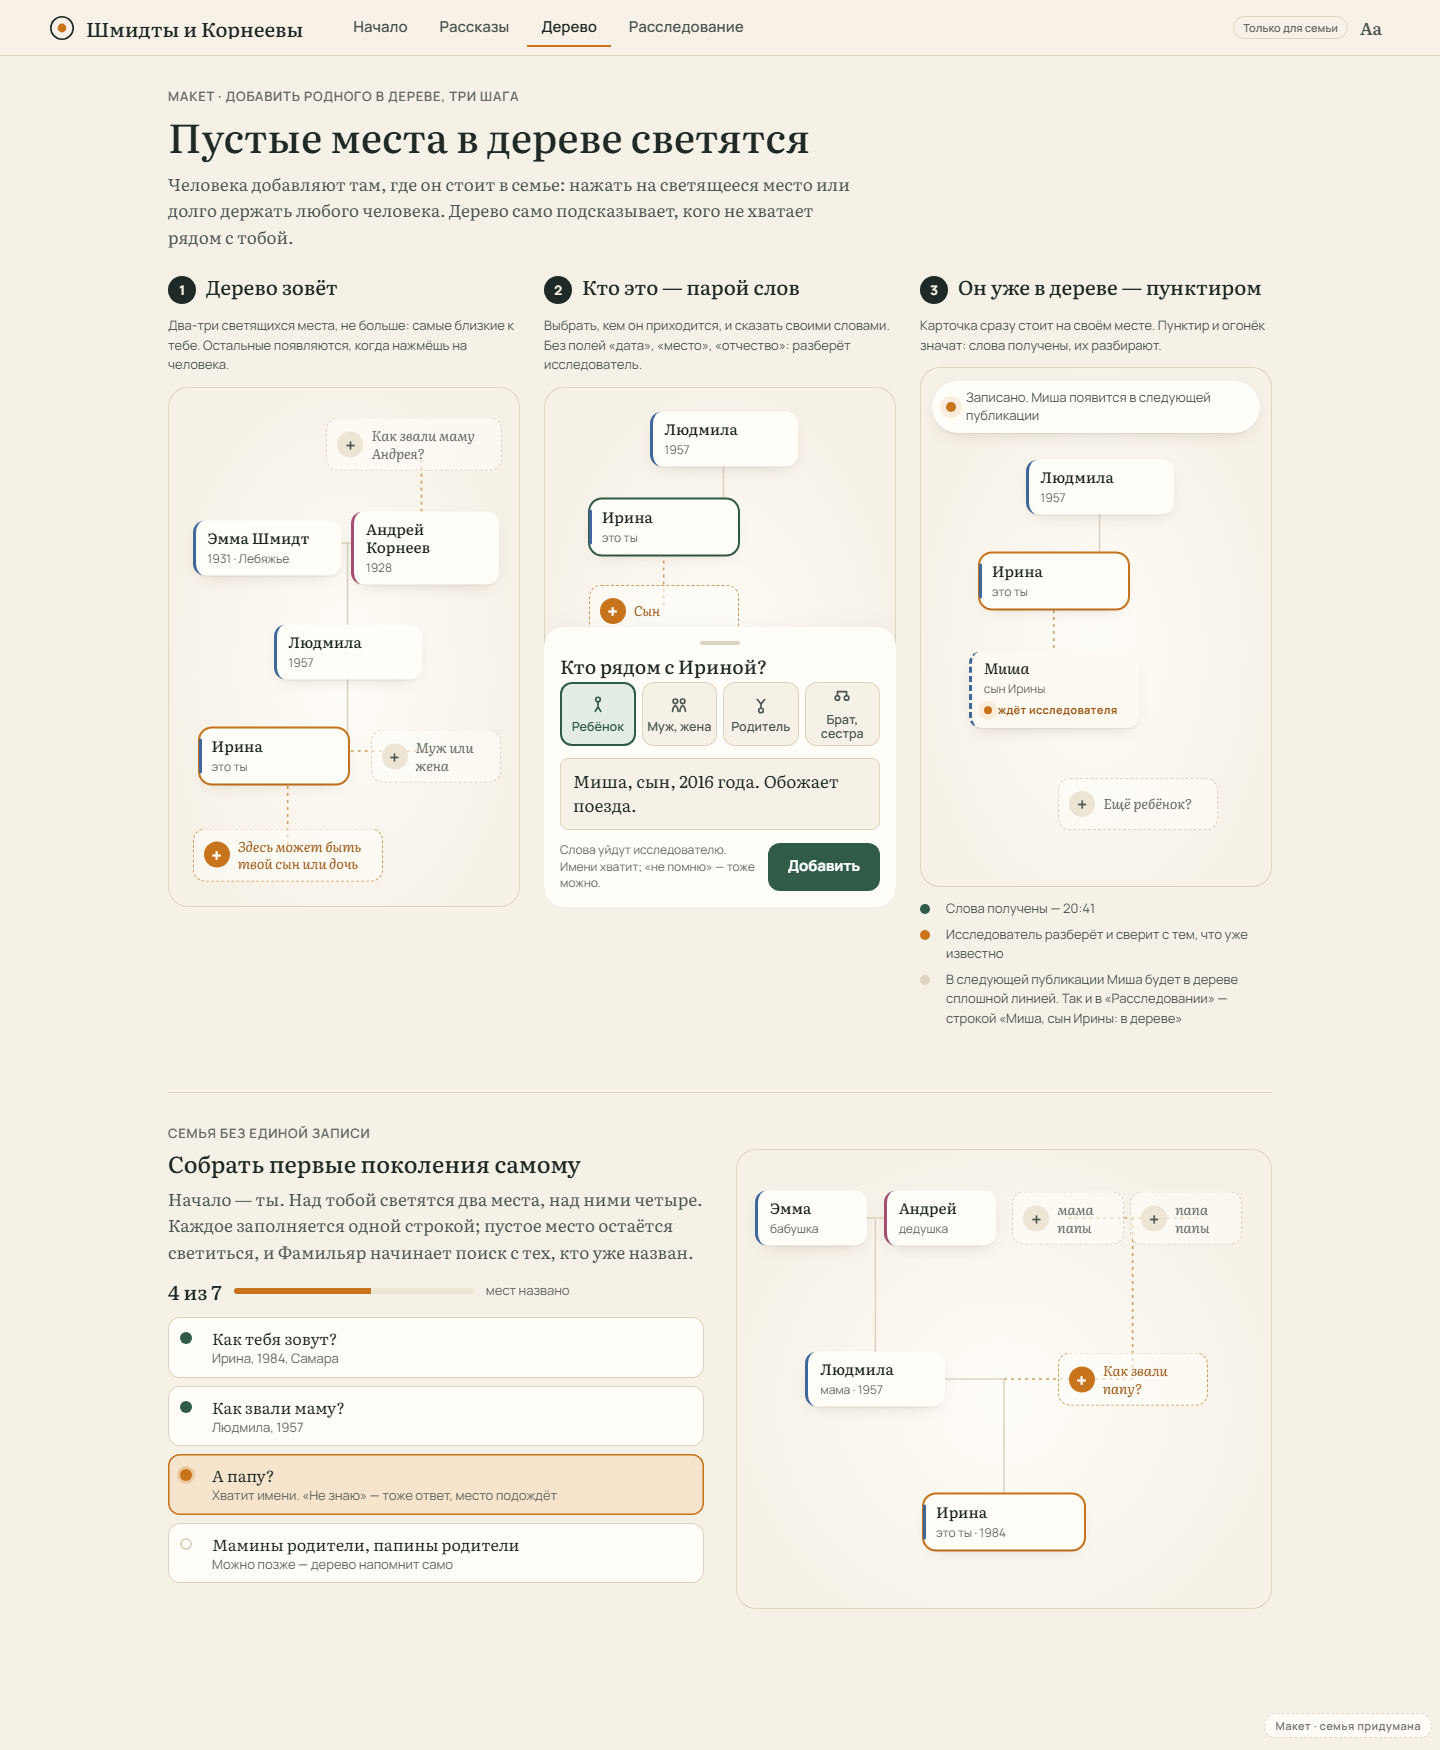 Шмидты и Корнеевы
Начало
Рассказы
Дерево
Расследование
Только для семьи
Aa
МАКЕТ · ДОБАВИТЬ РОДНОГО В ДЕРЕВЕ, ТРИ ШАГА
Пустые места в дереве светятся
Человека добавляют там, где он стоит в семье: нажать на светящееся место или
долго держать любого человека. Дерево само подсказывает, кого не хватает
рядом с тобой.
1 Дерево зовёт
Два-три светящихся места, не больше: самые близкие к
тебе. Остальные появляются, когда нажмёшь на
человека.
+ Как звали маму
Андрея?
Эмма Шмидт
1931 · Лебяжье
Андрей
Корнеев
1928
Людмила
1957
Ирина
это ты
+ Муж или
жена
+ Здесь может быть
твой сын или дочь
2 Кто это — парой слов
Выбрать, кем он приходится, и сказать своими словами.
Без полей «дата», «место», «отчество»: разберёт
исследователь.
Людмила
1957
Ирина
это ты
+ Сын
Кто рядом с Ириной?
Ребёнок
Муж, жена
Родитель
Брат,
сестра
Миша, сын, 2016 года. Обожает
поезда.
Слова уйдут исследователю.
Имени хватит; «не помню» — тоже
можно.
Добавить
3 Он уже в дереве — пунктиром
Карточка сразу стоит на своём месте. Пунктир и огонёк
значат: слова получены, их разбирают.
Записано. Миша появится в следующей
публикации
Людмила
1957
Ирина
это ты
Миша
сын Ирины
ждёт исследователя
+ Ещё ребёнок?
Слова получены — 20:41
Исследователь разберёт и сверит с тем, что уже
известно
В следующей публикации Миша будет в дереве
сплошной линией. Так и в «Расследовании» —
строкой «Миша, сын Ирины: в дереве»
СЕМЬЯ БЕЗ ЕДИНОЙ ЗАПИСИ
Собрать первые поколения самому
Начало — ты. Над тобой светятся два места, над ними четыре.
Каждое заполняется одной строкой; пустое место остаётся
светиться, и Фамильяр начинает поиск с тех, кто уже назван.
4 из 7
мест названо
Как тебя зовут?
Ирина, 1984, Самара
Как звали маму?
Людмила, 1957
А папу?
Хватит имени. «Не знаю» — тоже ответ, место подождёт
Мамины родители, папины родители
Можно позже — дерево напомнит само
Эмма
бабушка
Андрей
дедушка
+ мама
папы
+ папа
папы
Людмила
мама · 1957
+ Как звали
папу?
Ирина
это ты · 1984
Макет · семья придумана